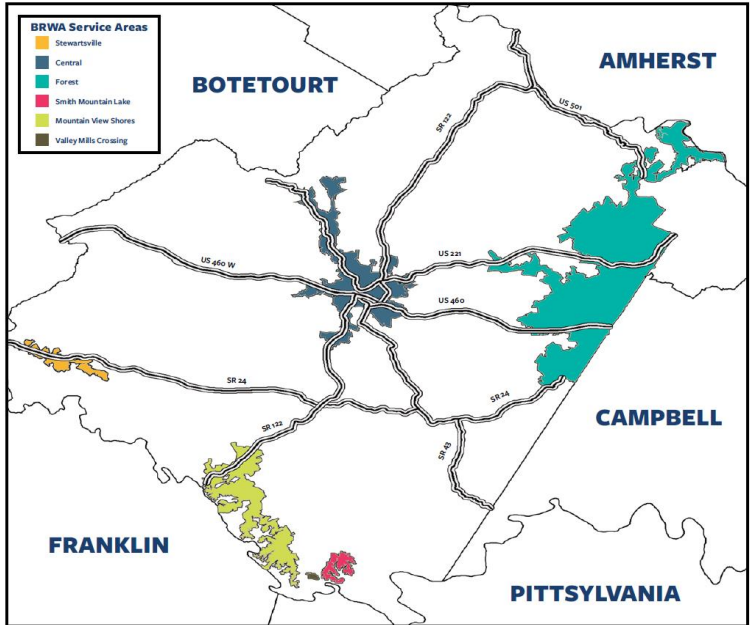 BRWA Service Areas
Stewartsville
Central
Forest
Smith Mountain Lake
Mountain View Shores
Valley Mills Crossing
BOTETOURT
AMHERST
US 501
SR 122
US 460 W
US 221
US 460
SR 24
SR 24
SR 122
SR 43
CAMPBELL
FRANKLIN
PITTSYLVANIA